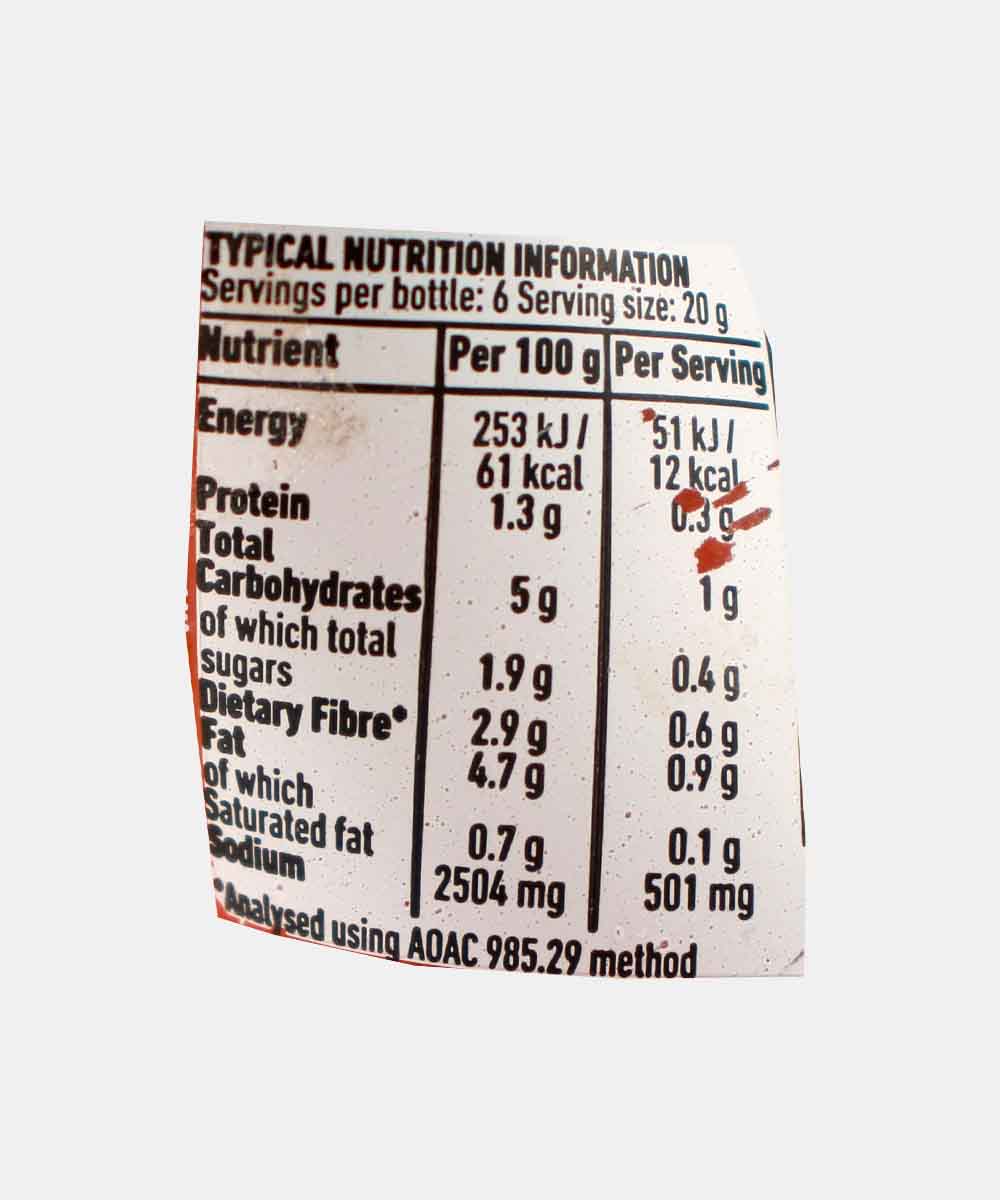 TYPICAL NUTRITION INFORMATION
Servings per bottle: 6 Serving size: 20 g
Nutrient Per 100 g Per Serving
Energy 253 kJ / 51 kJ /
61 kcal 12 kcal
Protein 1.3 g 0.3 g
Total
Carbohydrates 5 g 1 g
of which total
sugars 1.9 g 0.4 g
Dietary Fibre* 2.9 g 0.6 g
Fat 4.7 g 0.9 g
of which
Saturated fat 0.7 g 0.1 g
Sodium 2504 mg 501 mg
*Analysed using AOAC 985.29 method